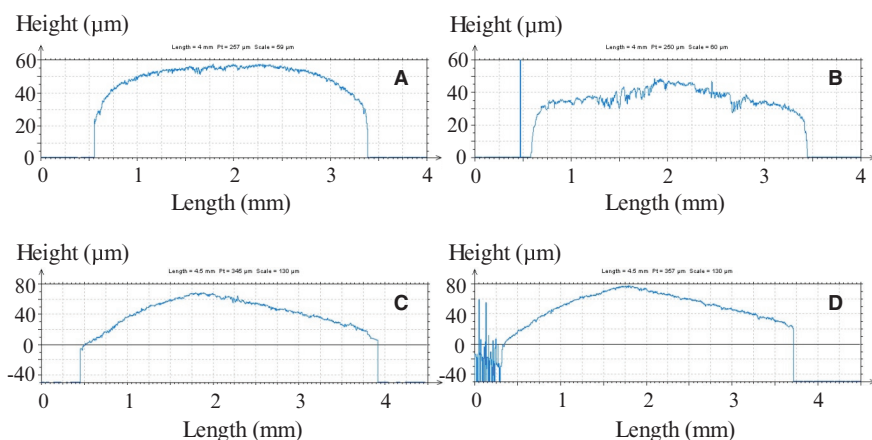 Height (µm)
Length = 4 mm Pt = 257 µm Scale = 59 µm
60
40
20
0
A
0 1 2 3 4
Length (mm)
Height (µm)
Length = 4 mm Pt = 250 µm Scale = 60 µm
60
40
20
0
B
0 1 2 3 4
Length (mm)
Height (µm)
Length = 4.5 mm Pt = 346 µm Scale = 130 µm
80
40
0
-40
C
0 1 2 3 4
Length (mm)
Height (µm)
Length = 4.5 mm Pt = 357 µm Scale = 130 µm
80
40
0
-40
D
0 1 2 3 4
Length (mm)